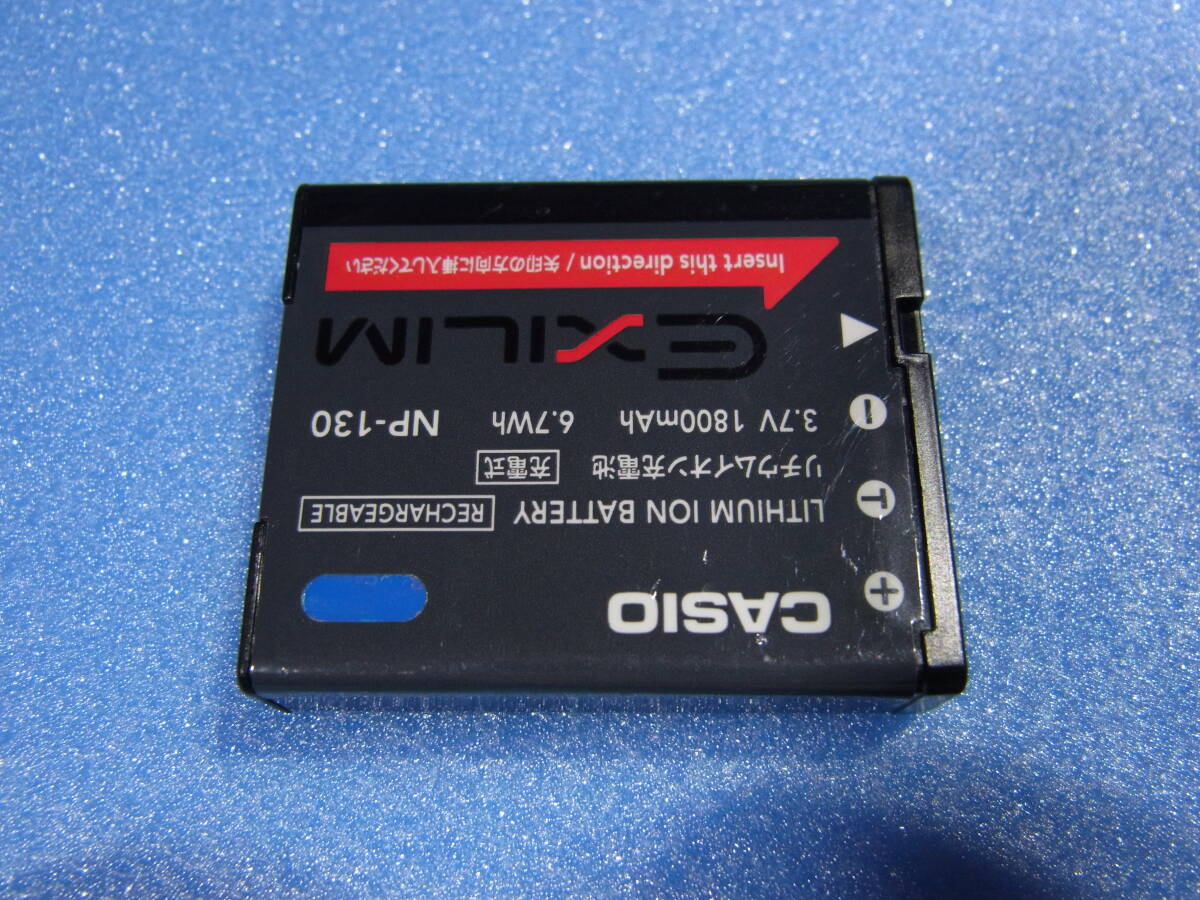 CASIO
LITHIUM ION BATTERY RECHARGEABLE
リチウムイオン充電池 充電式
3.7V 1800mAh 6.7Wh NP-130
EXILIM
Insert this direction / 矢印の方向に挿入してください
+
T
−